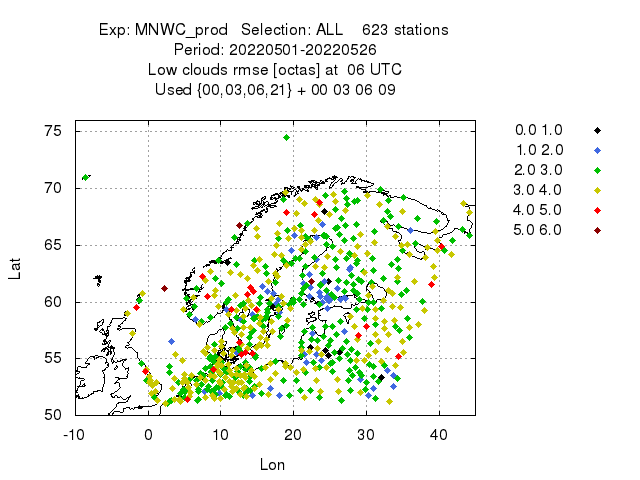 Exp: MNWC_prod Selection: ALL 623 stations
Period: 20220501-20220526
Low clouds rmse [octas] at 06 UTC
Used {00,03,06,21} + 00 03 06 09
75
70
65
60
55
50
-10 0 10 20 30 40
Lat
Lon
0.0 1.0
1.0 2.0
2.0 3.0
3.0 4.0
4.0 5.0
5.0 6.0